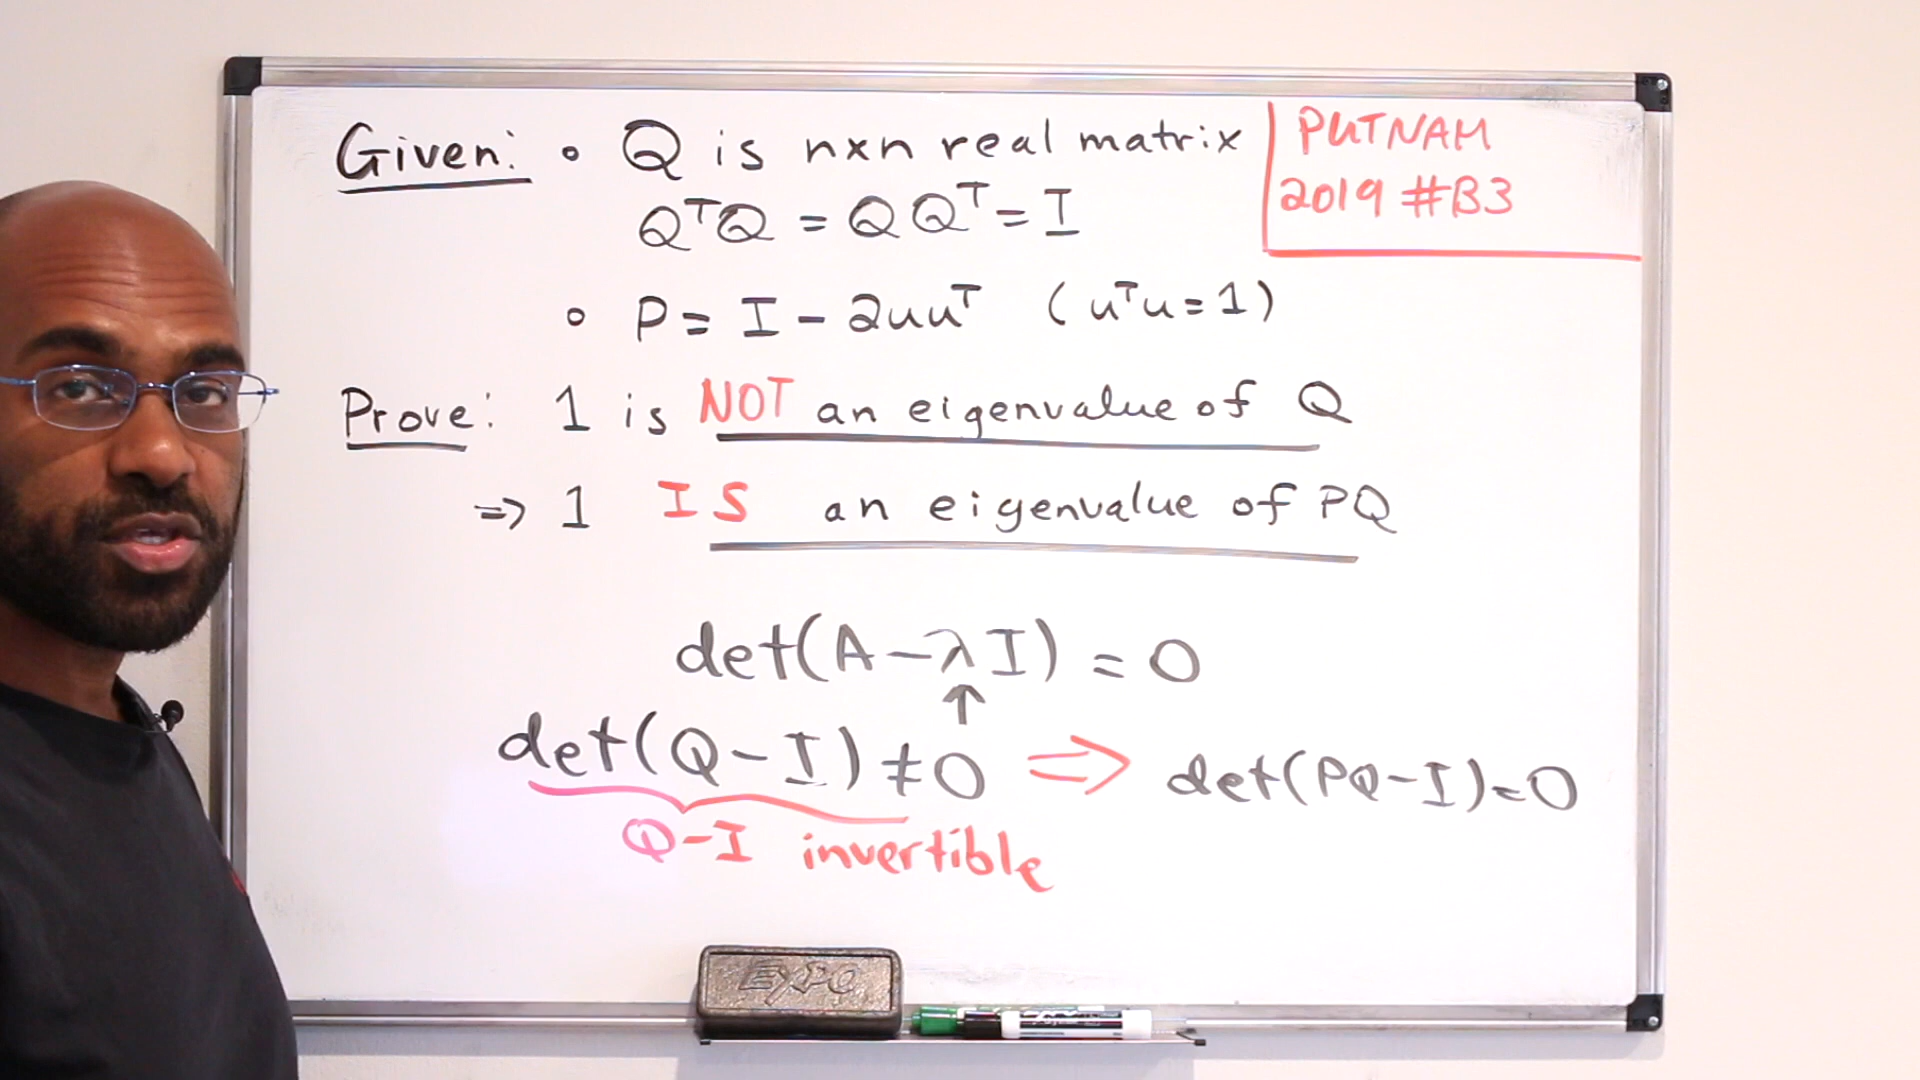 Given: • Q is nxn real matrix
PUTNAM
2019 #B3
QᵀQ = QQᵀ = I
• P = I - 2uuᵀ (uᵀu = 1)
Prove: 1 is NOT an eigenvalue of Q
⇒ 1 IS an eigenvalue of PQ
det(A - λI) = 0
↑
det(Q - I) ≠ 0 ⇒ det(PQ - I) = 0
Q-I invertible
EXPO